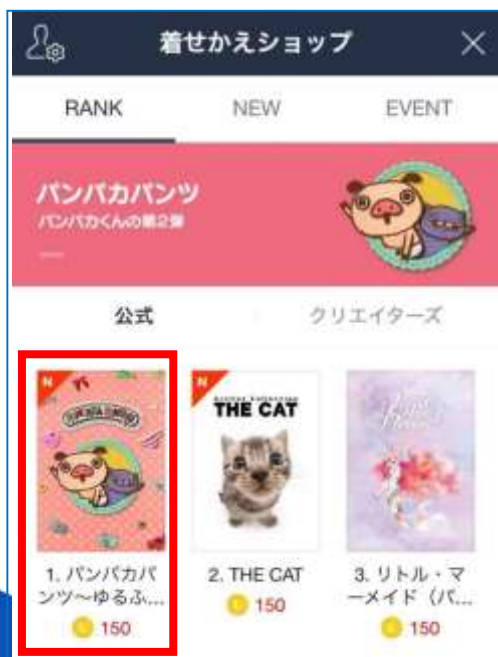 着せかえショップ
RANK
NEW
EVENT
パンパカパンツ
パンパカくんの第2弾
公式
クリエイターズ
N
N
THE CAT
1. パンパカパ
ンツ〜ゆるふ...
150
2. THE CAT
150
3. リトル・マ
ーメイド（パ...
150